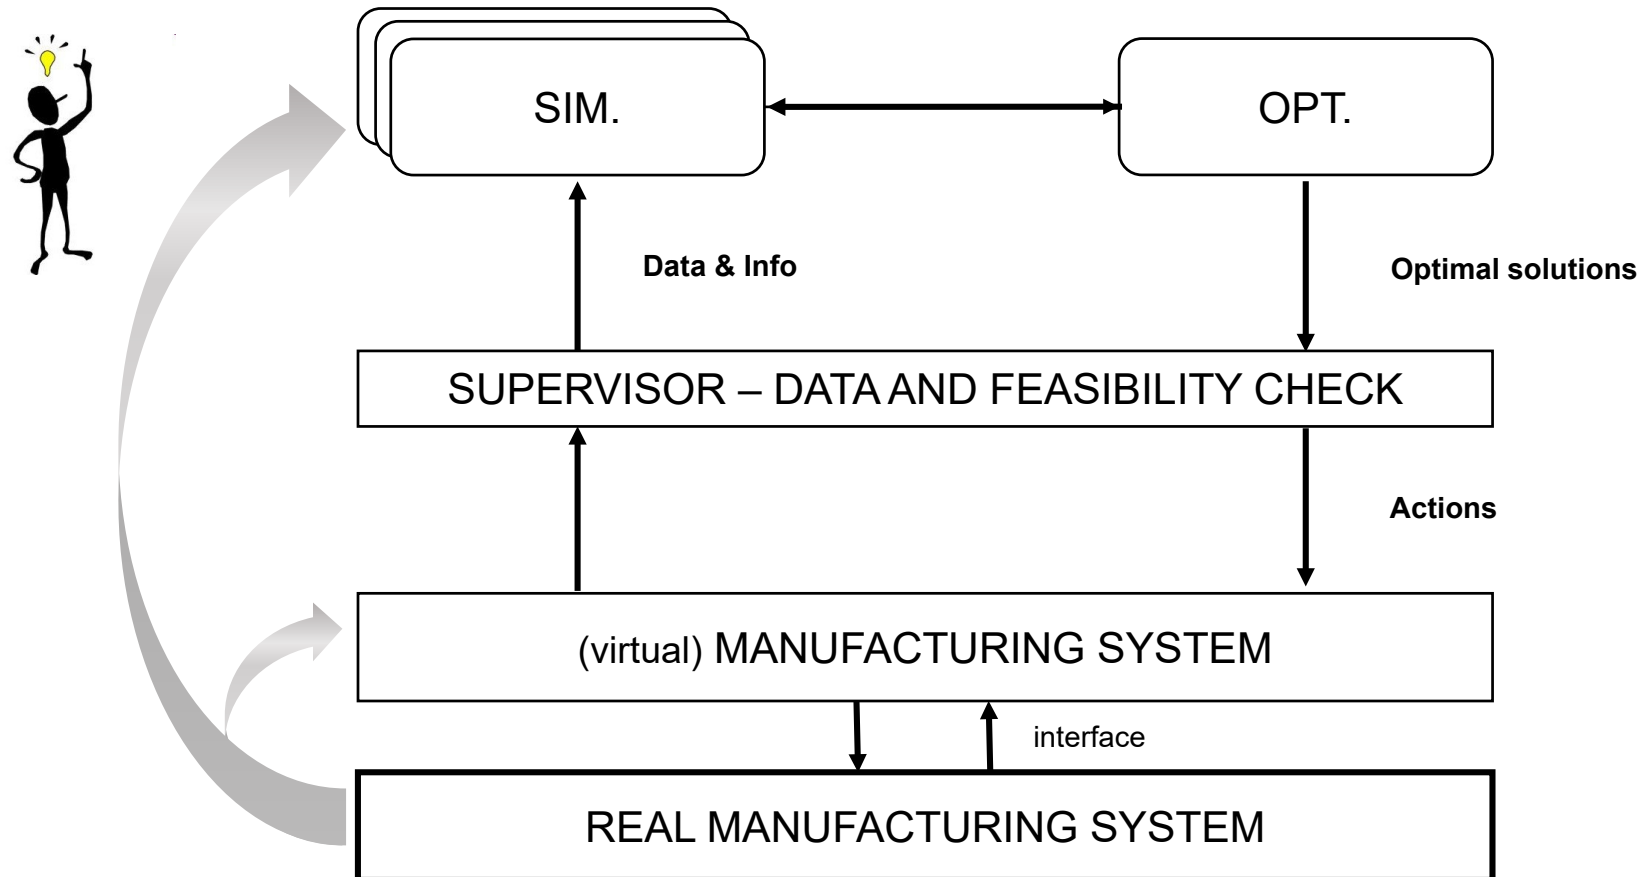 SIM.
OPT.
Data & Info
Optimal solutions
SUPERVISOR – DATA AND FEASIBILITY CHECK
Actions
(virtual) MANUFACTURING SYSTEM
interface
REAL MANUFACTURING SYSTEM